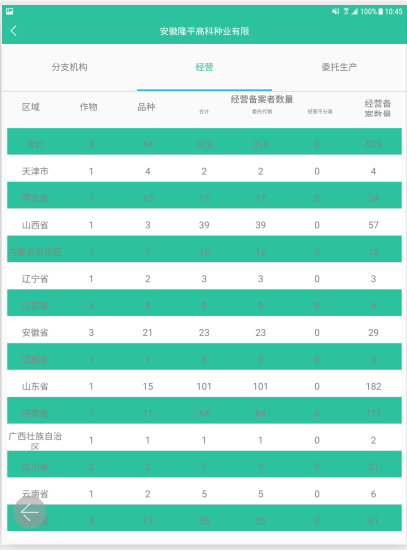 100% 10:45
安徽隆平高科种业有限
分支机构 经营 委托生产
区域 作物 品种 经营备案者数量 经营备案数量
合计 委托代销 经营不分装
合计 5 44 313 313 0 525
天津市 1 4 2 2 0 4
河北省 1 10 17 17 0 24
山西省 1 3 39 39 0 57
内蒙古自治区 1 7 12 12 0 12
辽宁省 1 2 3 3 0 3
江苏省 3 8 9 9 0 9
安徽省 3 21 23 23 0 29
江西省 1 1 3 3 0 3
山东省 1 15 101 101 0 182
河南省 1 11 64 64 0 111
广西壮族自治区 1 1 1 1 0 2
四川省 2 2 7 7 0 21
云南省 1 2 5 5 0 6
2 13 26 26 0 61